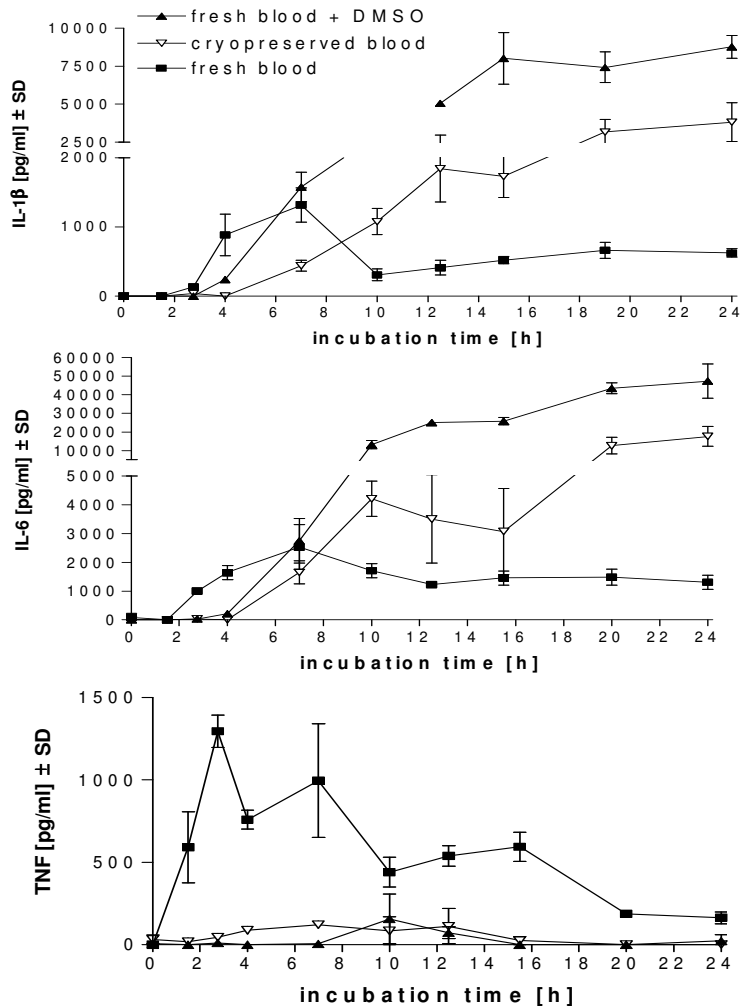 fresh blood + DMSO
cryopreserved blood
fresh blood
10000
7500
5000
2500
2000
1000
0
IL-1β [pg/ml] ± SD
0 2 4 6 8 10 12 14 16 18 20 22 24
incubation time [h]
60000
50000
40000
30000
20000
10000
5000
4000
3000
2000
1000
0
IL-6 [pg/ml] ± SD
0 2 4 6 8 10 12 14 16 18 20 22 24
incubation time [h]
1500
1000
500
0
TNF [pg/ml] ± SD
0 2 4 6 8 10 12 14 16 18 20 22 24
incubation time [h]